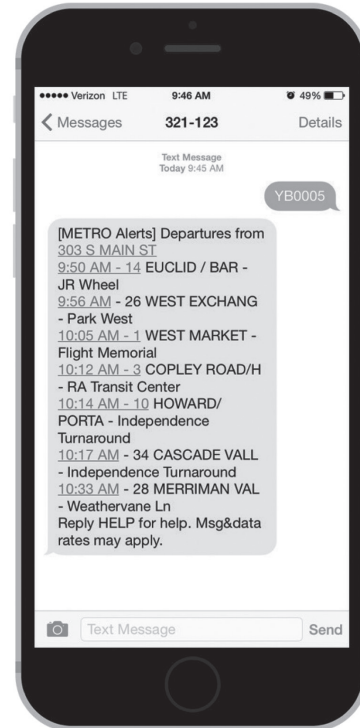 Verizon LTE 9:46 AM 49%
Messages 321-123 Details
Text Message
Today 9:45 AM
YB0005
[METRO Alerts] Departures from
303 S MAIN ST
9:50 AM - 14 EUCLID / BAR -
JR Wheel
9:56 AM - 26 WEST EXCHANG
- Park West
10:05 AM - 1 WEST MARKET -
Flight Memorial
10:12 AM - 3 COPLEY ROAD/H
- RA Transit Center
10:14 AM - 10 HOWARD/
PORTA - Independence
Turnaround
10:17 AM - 34 CASCADE VALL
- Independence Turnaround
10:33 AM - 28 MERRIMAN VAL
- Weathervane Ln
Reply HELP for help. Msg&data
rates may apply.
Text Message Send